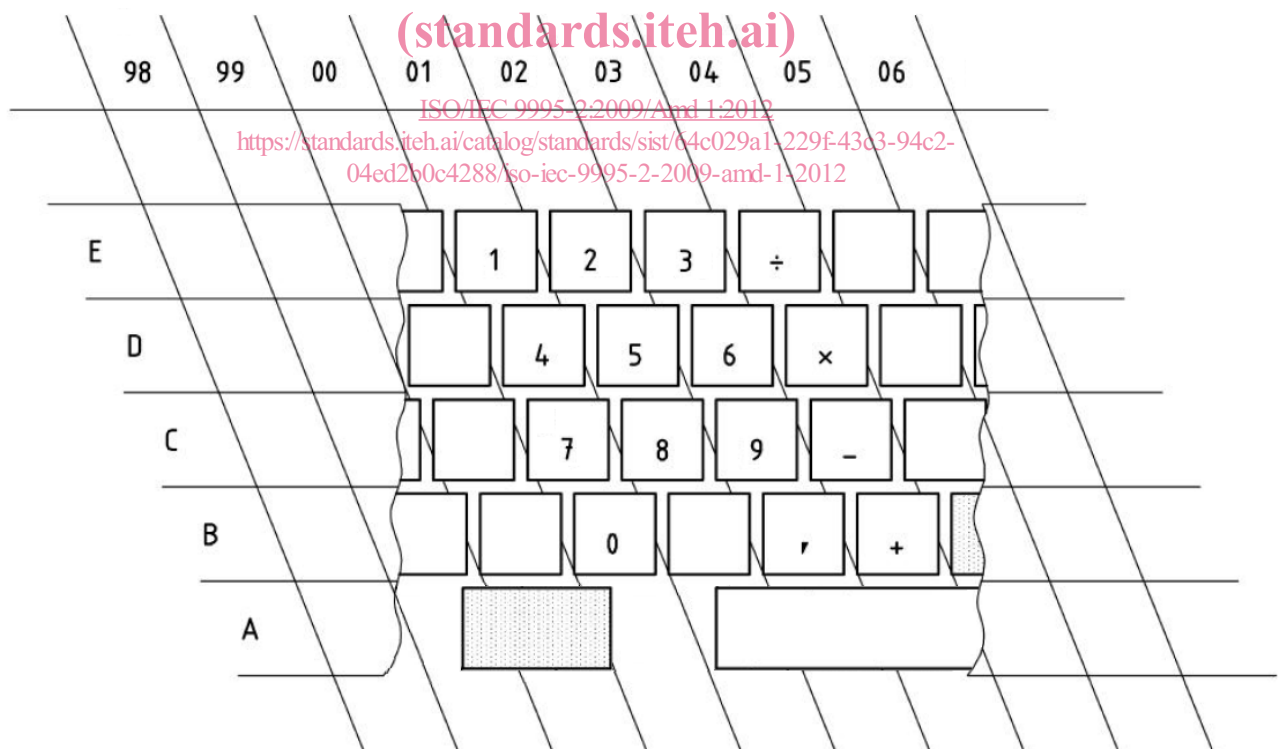 (standards.iteh.ai)
98 99 00 01 02 03 04 05 06
ISO/IEC 9995-2:2009/Amd 1:2012
https://standards.iteh.ai/catalog/standards/sist/64c029a1-229f-43c3-94c2-
04ed2b0c4288/iso-iec-9995-2-2009-amd-1-2012
E 1 2 3 ÷
D 4 5 6 ×
C 7 8 9 –
B 0 , +
A